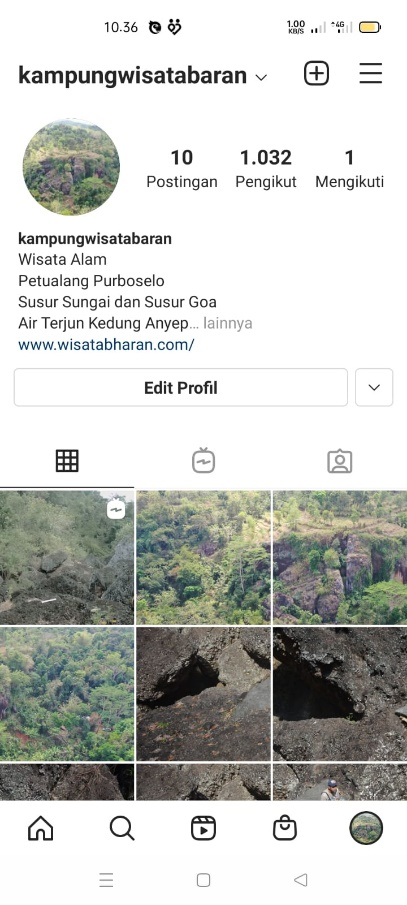 10.36
1.00
KB/S
4G
kampungwisatabaran
10
1.032
1
Postingan
Pengikut
Mengikuti
kampungwisatabaran
Wisata Alam
Petualang Purboselo
Susur Sungai dan Susur Goa
Air Terjun Kedung Anyep... lainnya
www.wisatabharan.com/
Edit Profil